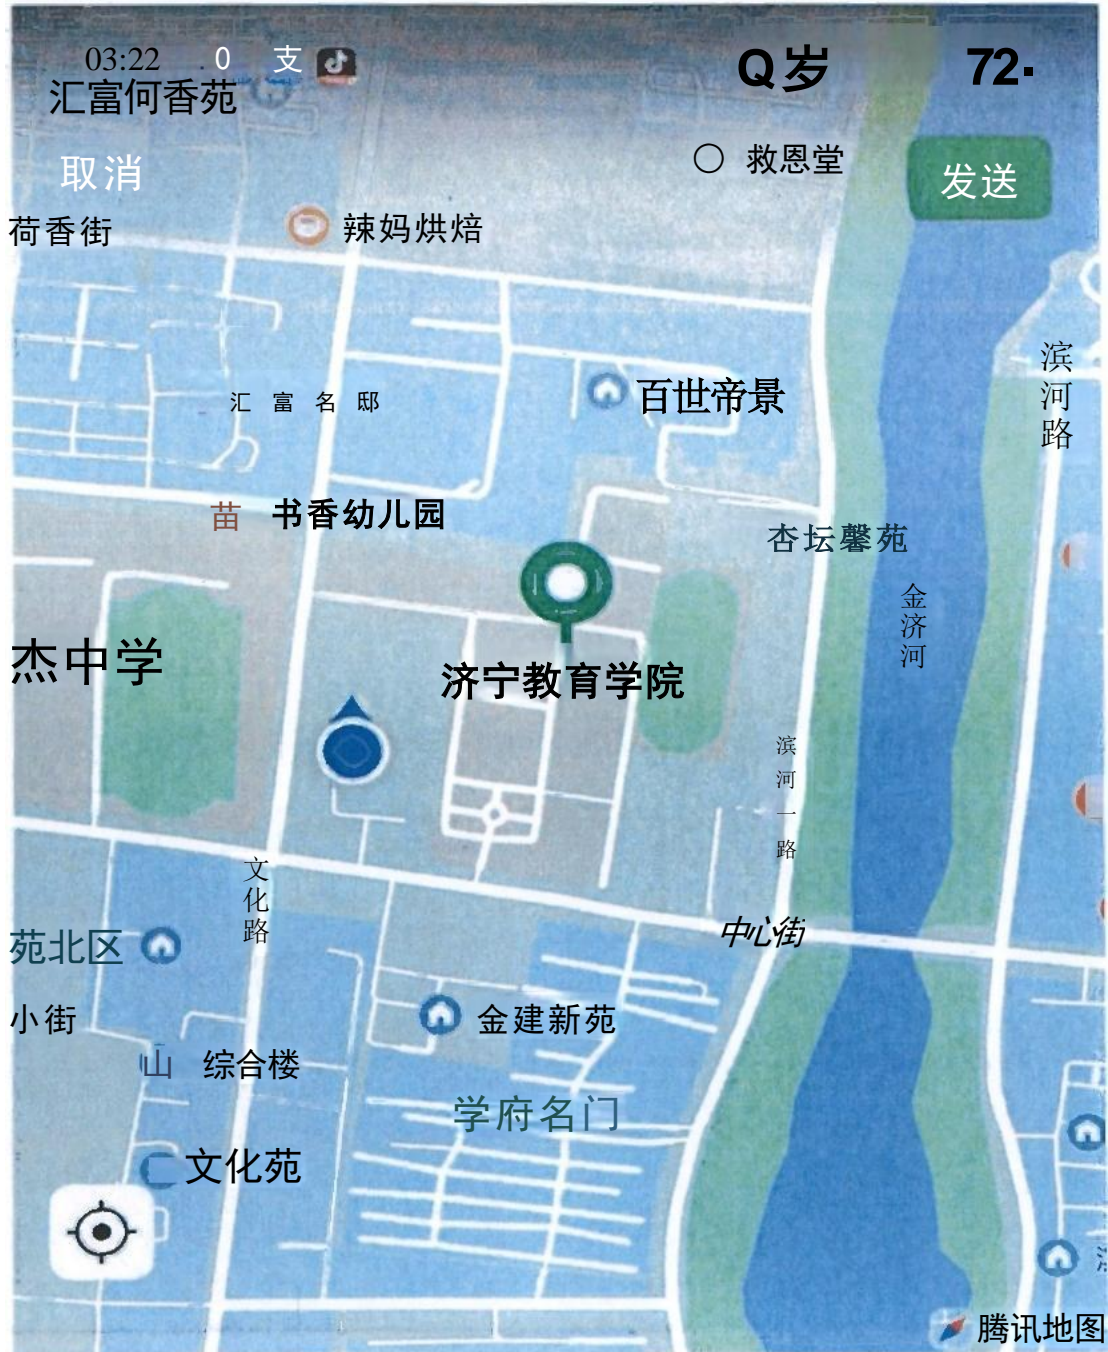 03:22 0 支
Q岁 72.
汇富何香苑
取消
救恩堂
发送
荷香街
辣妈烘焙
滨河路
汇富名邸
百世帝景
苗 书香幼儿园
杏坛馨苑
金济河
杰中学
济宁教育学院
滨河一路
文化路
中心街
苑北区
小街
金建新苑
山 综合楼
学府名门
文化苑
腾讯地图